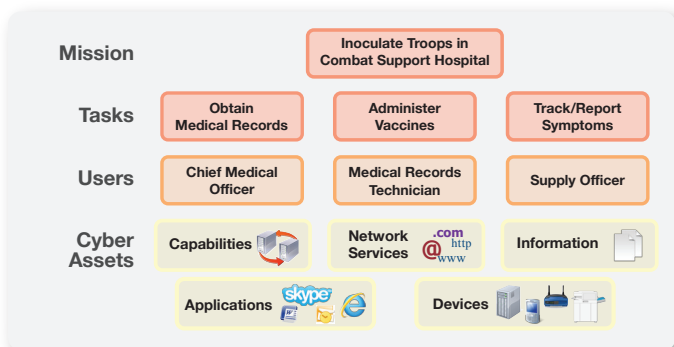 Mission
Inoculate Troops in
Combat Support Hospital
Tasks
Obtain
Medical Records
Administer
Vaccines
Track/Report
Symptoms
Users
Chief Medical
Officer
Medical Records
Technician
Supply Officer
Cyber
Assets
Capabilities
Network
Services
.com
@
http
www
Information
Applications
skype
W
e
Devices